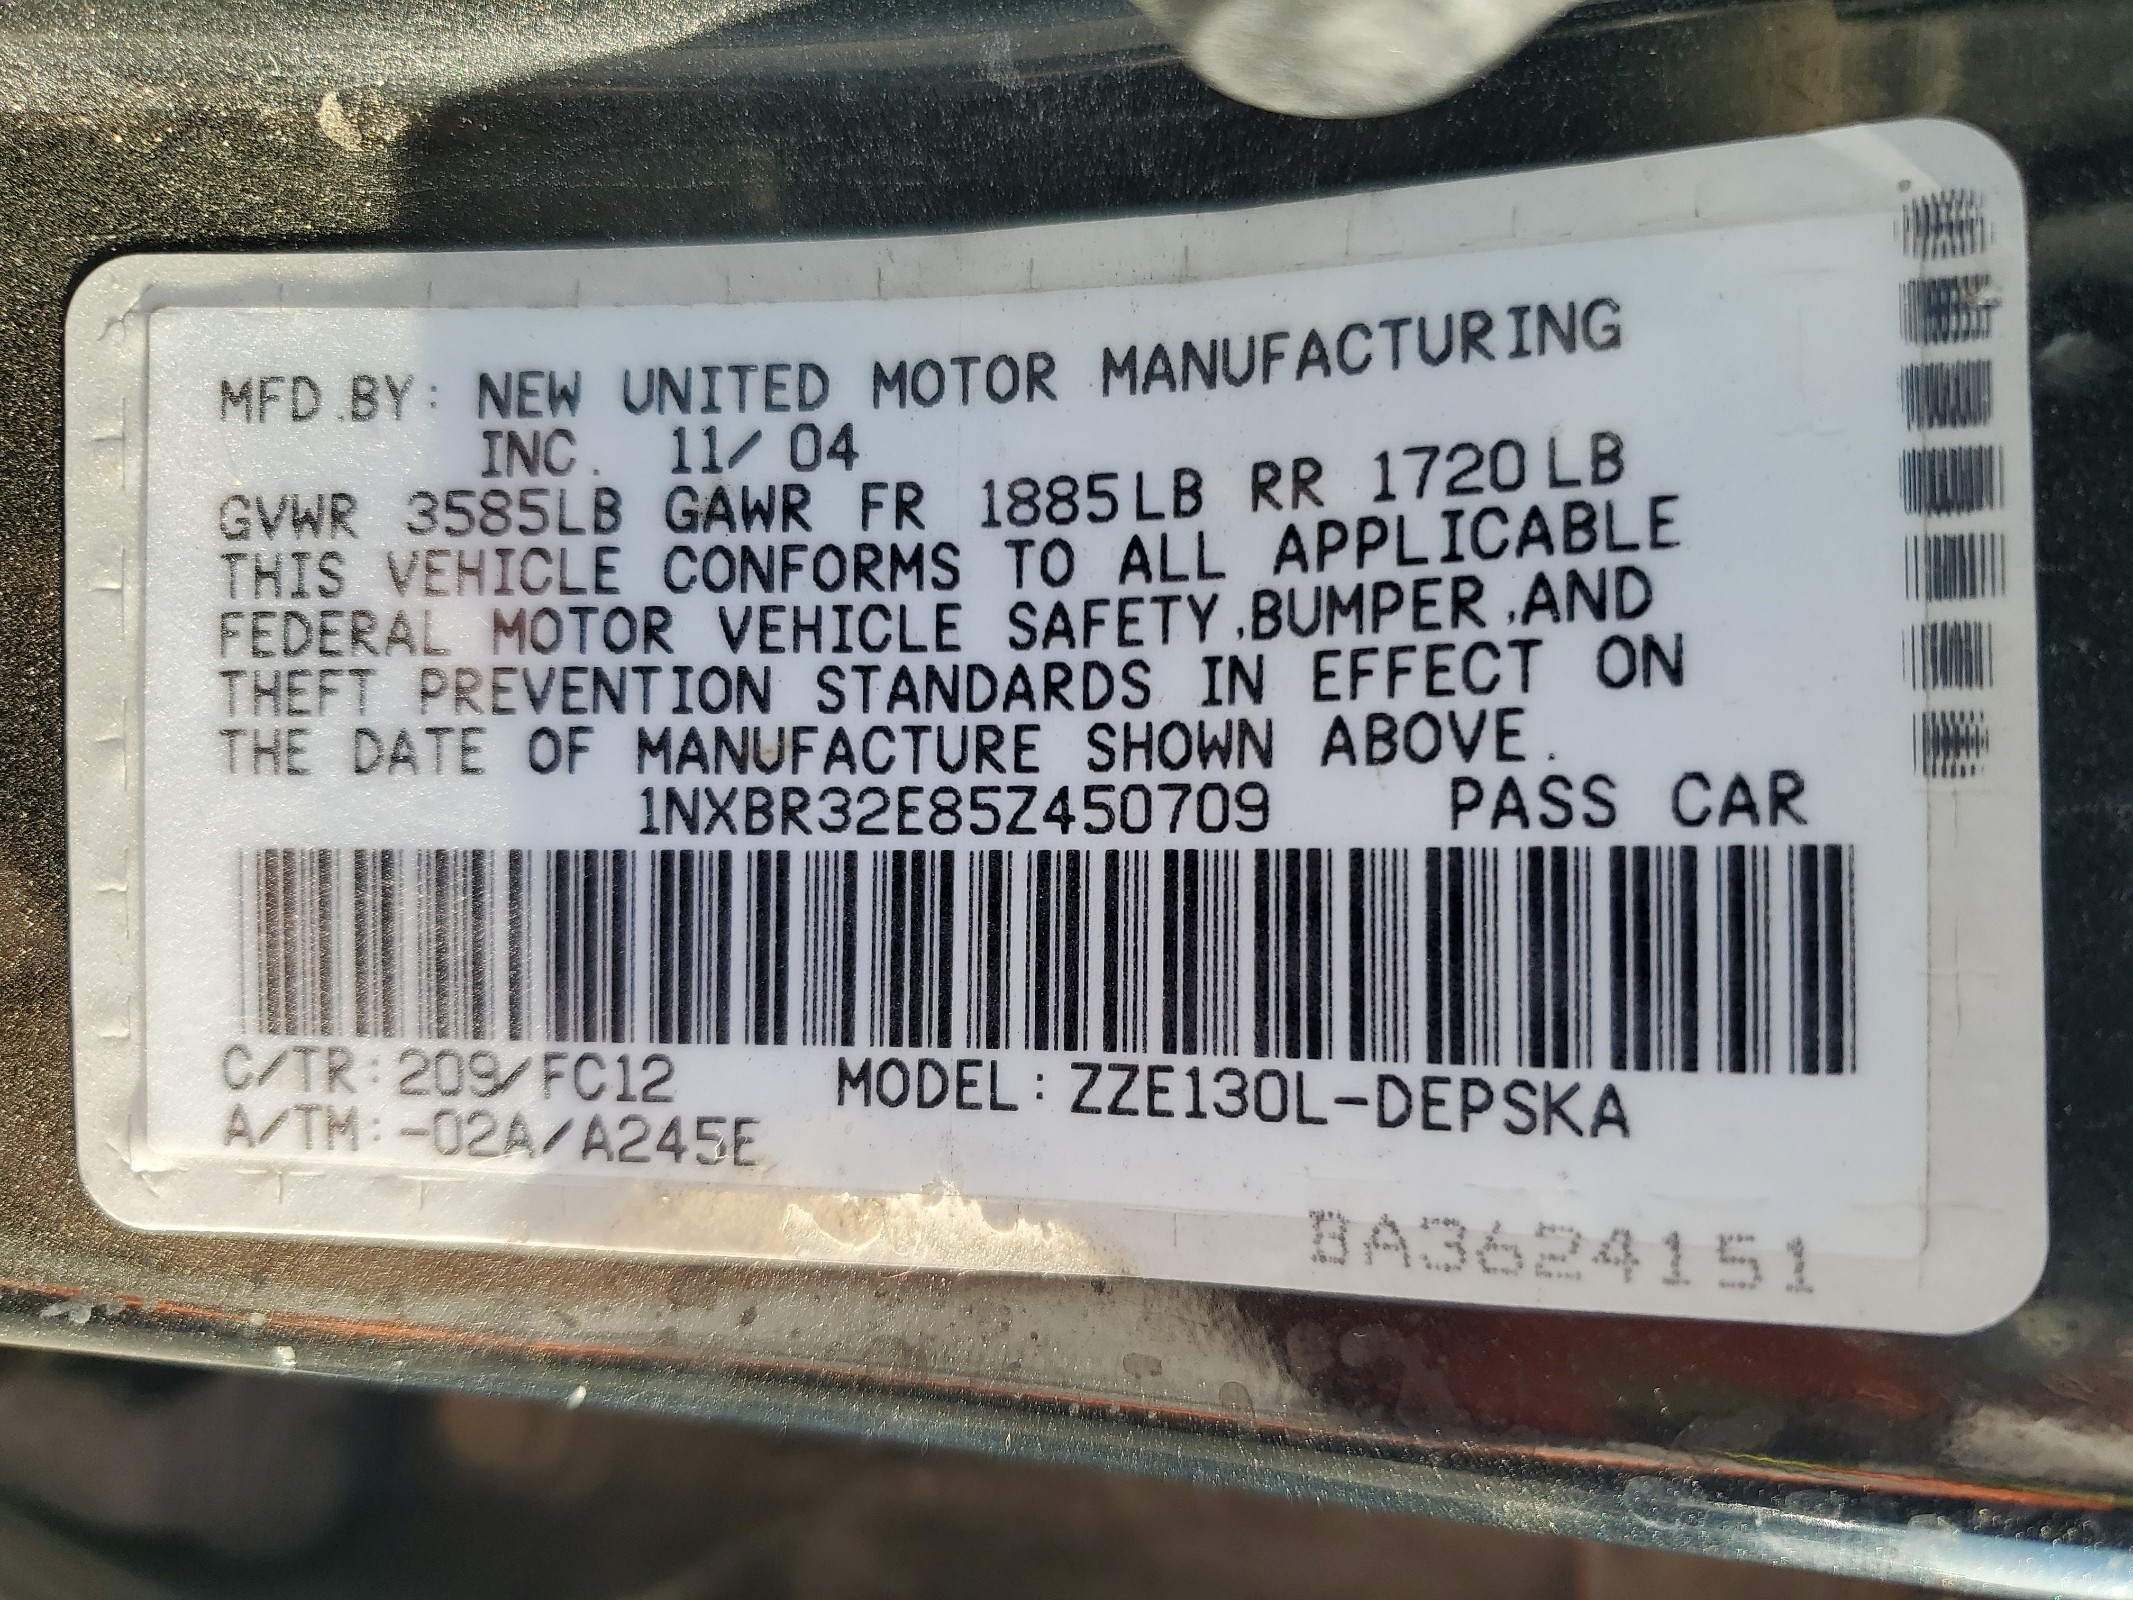 MFD.BY: NEW UNITED MOTOR MANUFACTURING
INC. 11/ 04
GVWR 3585LB GAWR FR 1885LB RR 1720LB
THIS VEHICLE CONFORMS TO ALL APPLICABLE
FEDERAL MOTOR VEHICLE SAFETY,BUMPER,AND
THEFT PREVENTION STANDARDS IN EFFECT ON
THE DATE OF MANUFACTURE SHOWN ABOVE.
1NXBR32E85Z450709 PASS CAR
C/TR:209/FC12 MODEL:ZZE130L-DEPSKA
A/TM:-02A/A245E
BA3624151